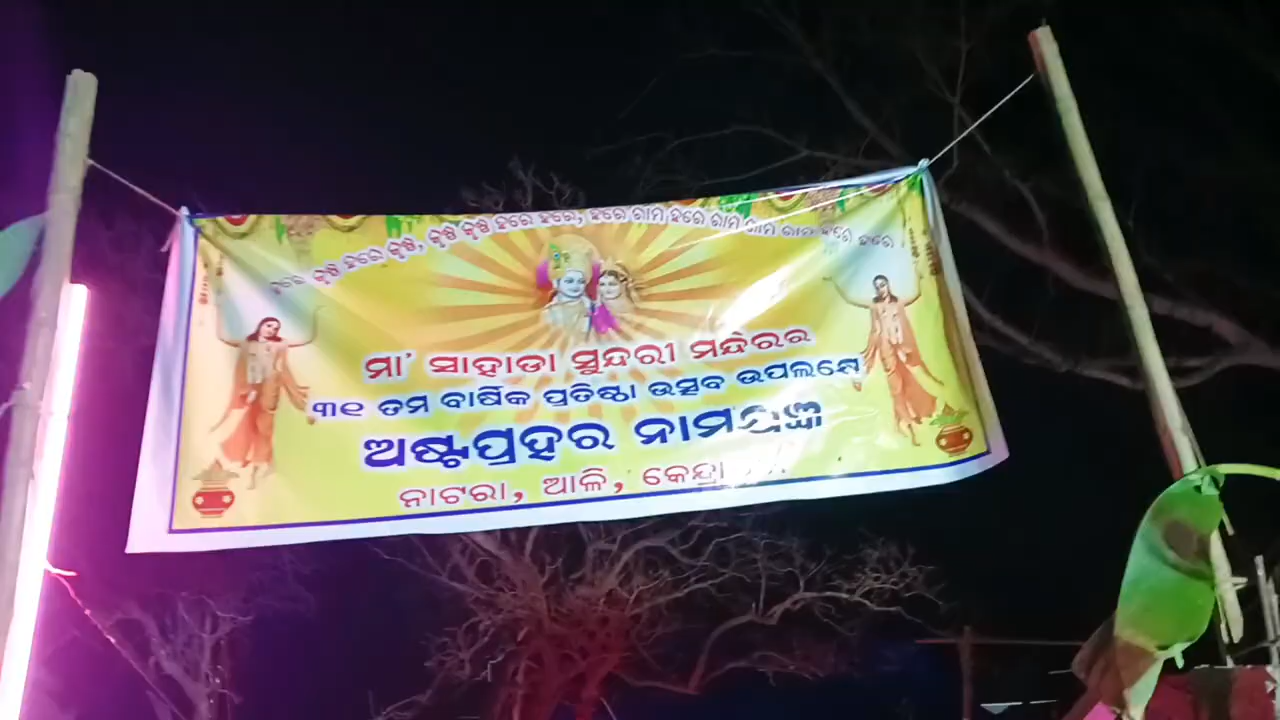 ହରେ କୃଷ୍ଣ ହରେ କୃଷ୍ଣ, କୃଷ୍ଣ କୃଷ୍ଣ ହରେ ହରେ, ହରେ ରାମ ହରେ ରାମ ରାମ ରାମ ହରେ ହରେ
ମା' ସାହାଡା ସୁନ୍ଦରୀ ମନ୍ଦିରର
୩୧ ତମ ବାର୍ଷିକ ପ୍ରତିଷ୍ଠା ଉତ୍ସବ ଉପଲକ୍ଷେ
ଅଷ୍ଟପ୍ରହର ନାମଯଜ୍ଞ
ନାଟରା, ଆଳି,